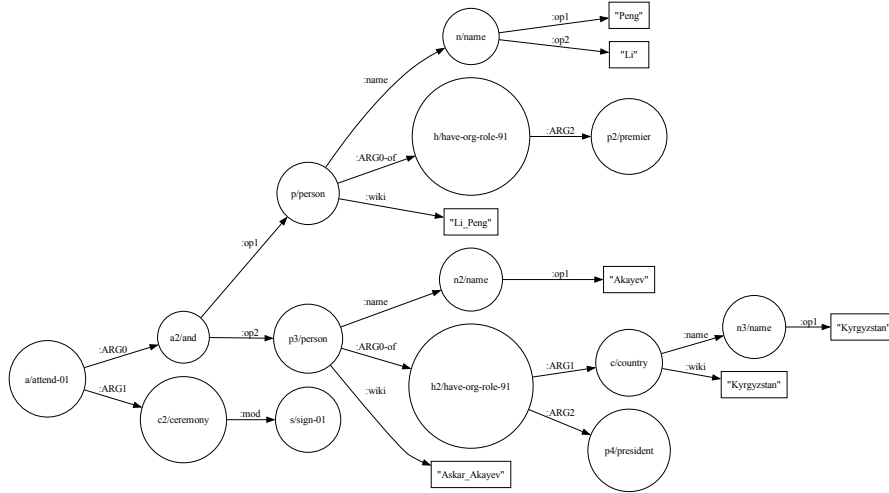 :op1
"Peng"
n/name
:op2
"Li"
:name
h/have-org-role-91
:ARG2
p2/premier
:ARG0-of
p/person
:wiki
"Li_Peng"
:op1
n2/name
:op1
"Akayev"
:name
n3/name
:op1
"Kyrgyzstan"
a2/and
:op2
p3/person
:ARG0-of
:name
:ARG0
:ARG1
c/country
a/attend-01
:wiki
"Kyrgyzstan"
h2/have-org-role-91
:ARG1
:wiki
:ARG2
c2/ceremony
:mod
s/sign-01
p4/president
"Askar_Akayev"